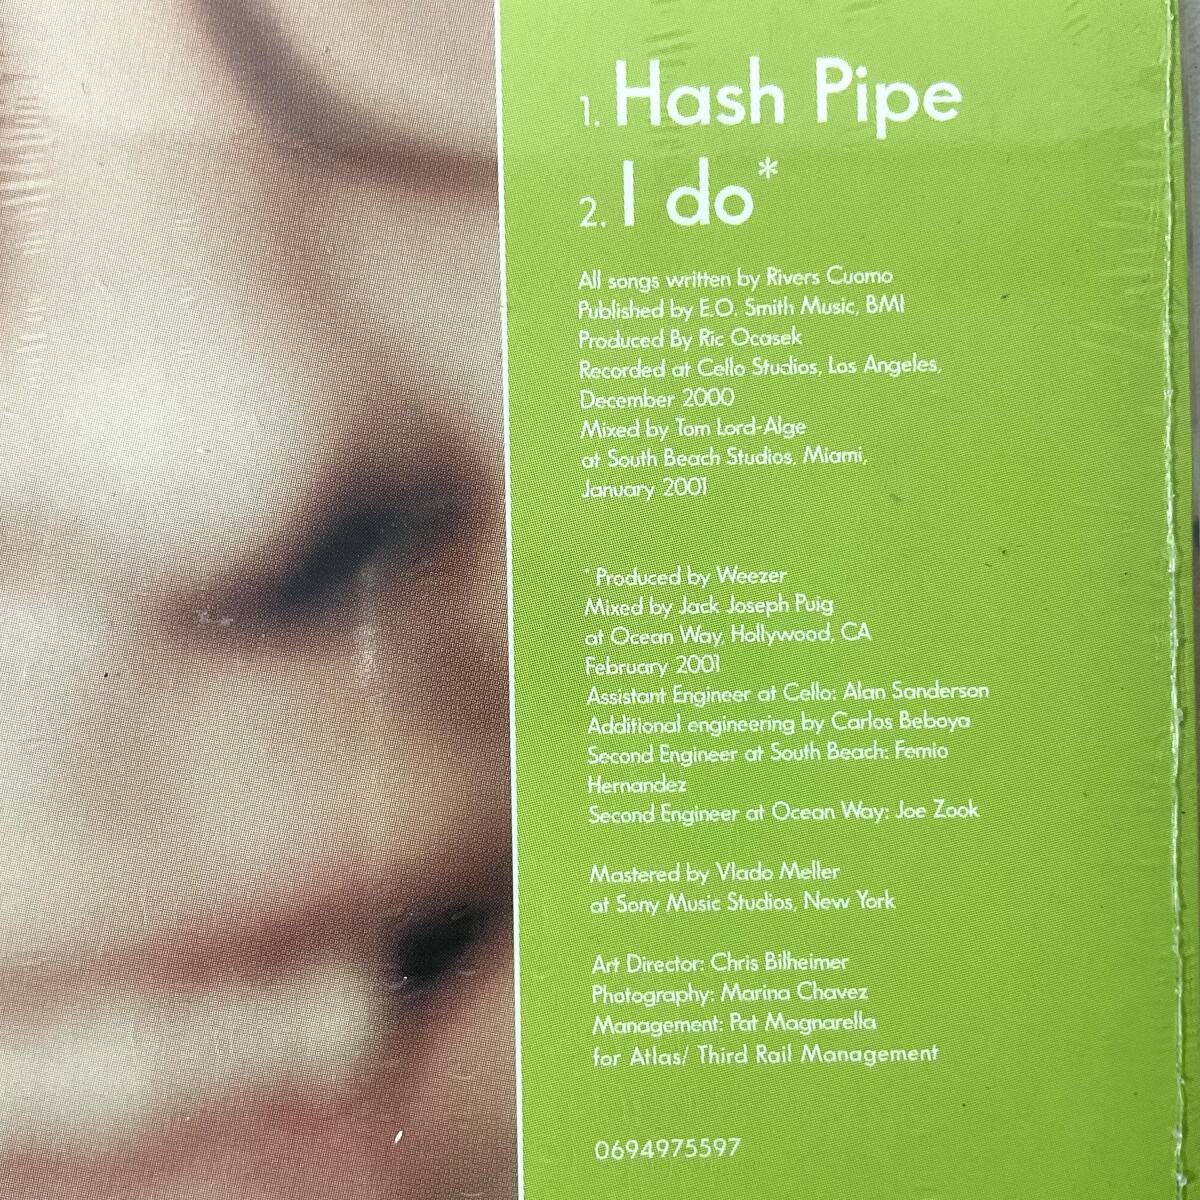 1. Hash Pipe
2. I do*
All songs written by Rivers Cuomo
Published by E.O. Smith Music, BMI
Produced By Ric Ocasek
Recorded at Cello Studios, Los Angeles,
December 2000
Mixed by Tom Lord-Alge
at South Beach Studios, Miami,
January 2001
* Produced by Weezer
Mixed by Jack Joseph Puig
at Ocean Way, Hollywood, CA
February 2001
Assistant Engineer at Cello: Alan Sanderson
Additional engineering by Carlos Beboya
Second Engineer at South Beach: Femio
Hernandez
Second Engineer at Ocean Way: Joe Zook
Mastered by Vlado Meller
at Sony Music Studios, New York
Art Director: Chris Bilheimer
Photography: Marina Chavez
Management: Pat Magnarella
for Atlas/ Third Rail Management
0694975597